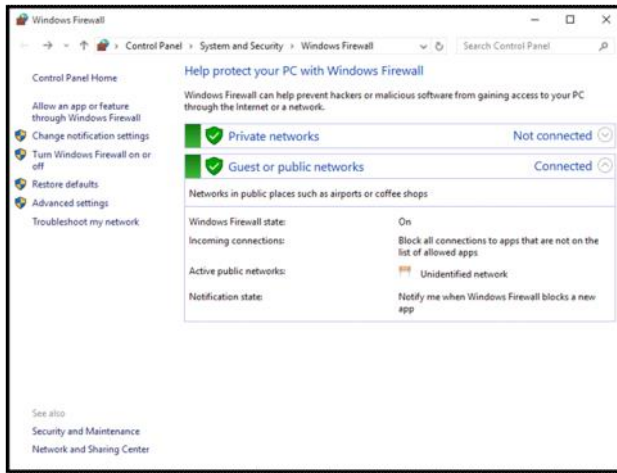 Windows Firewall
Control Panel > System and Security > Windows Firewall
Search Control Panel
Control Panel Home
Allow an app or feature
through Windows Firewall
Change notification settings
Turn Windows Firewall on or
off
Restore defaults
Advanced settings
Troubleshoot my network
See also
Security and Maintenance
Network and Sharing Center
Help protect your PC with Windows Firewall
Windows Firewall can help prevent hackers or malicious software from gaining access to your PC
through the Internet or a network.
Private networks Not connected
Guest or public networks Connected
Networks in public places such as airports or coffee shops
Windows Firewall state: On
Incoming connections: Block all connections to apps that are not on the
list of allowed apps
Active public networks: Unidentified network
Notification state: Notify me when Windows Firewall blocks a new
app